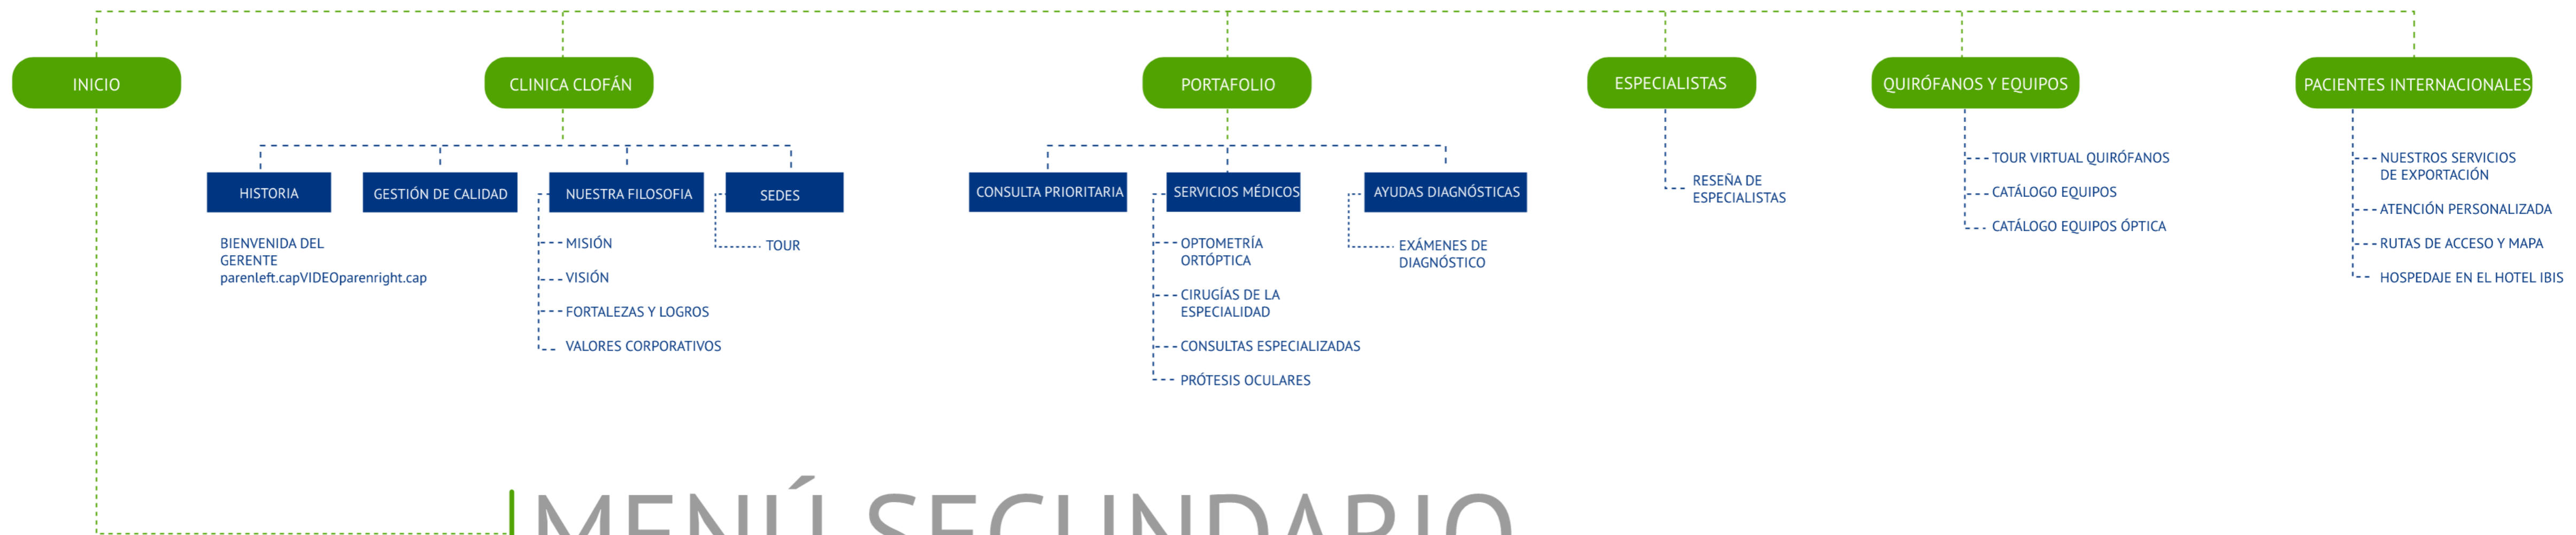 INICIO
CLINICA CLOFÁN
PORTAFOLIO
ESPECIALISTAS
QUIRÓFANOS Y EQUIPOS
PACIENTES INTERNACIONALES
HISTORIA
BIENVENIDA DEL
GERENTE
parenleft.capVIDEOparenright.cap
GESTIÓN DE CALIDAD
NUESTRA FILOSOFIA
MISIÓN
VISIÓN
FORTALEZAS Y LOGROS
VALORES CORPORATIVOS
SEDES
TOUR
CONSULTA PRIORITARIA
SERVICIOS MÉDICOS
OPTOMETRÍA
ORTÓPTICA
CIRUGÍAS DE LA
ESPECIALIDAD
CONSULTAS ESPECIALIZADAS
PRÓTESIS OCULARES
AYUDAS DIAGNÓSTICAS
EXÁMENES DE
DIAGNÓSTICO
RESEÑA DE
ESPECIALISTAS
TOUR VIRTUAL QUIRÓFANOS
CATÁLOGO EQUIPOS
CATÁLOGO EQUIPOS ÓPTICA
NUESTROS SERVICIOS
DE EXPORTACIÓN
ATENCIÓN PERSONALIZADA
RUTAS DE ACCESO Y MAPA
HOSPEDAJE EN EL HOTEL IBIS
MENÚ SECUNDARIO